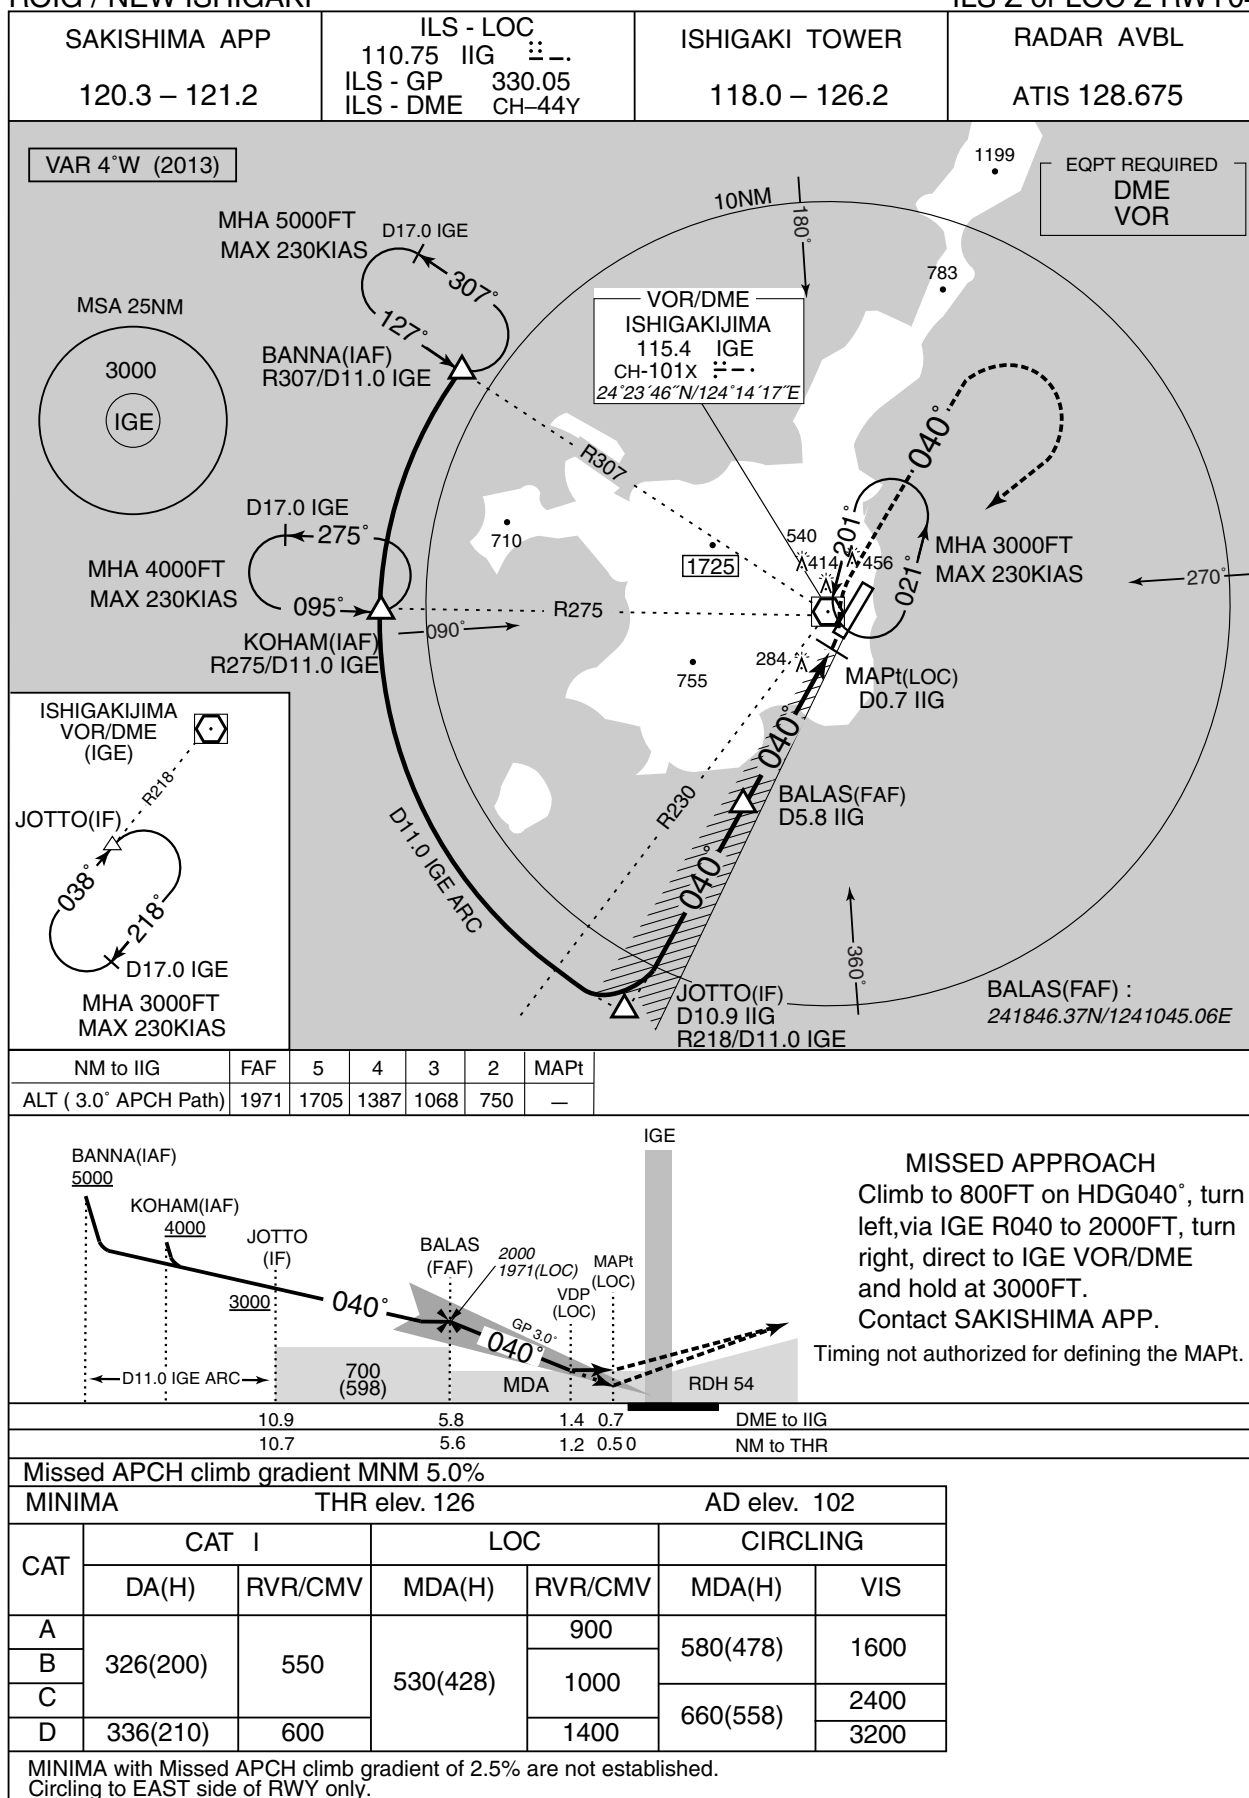 ROIG / NEW ISHIGAKI
ILS Z or LOC Z RWY04
SAKISHIMA APP
120.3 – 121.2
ILS - LOC
110.75 IIG
ILS - GP 330.05
ILS - DME CH–44Y
ISHIGAKI TOWER
118.0 – 126.2
RADAR AVBL
ATIS 128.675
VAR 4°W (2013)
EQPT REQUIRED
DME
VOR
1199
10NM
180°
783
MHA 5000FT
MAX 230KIAS
D17.0 IGE
307°
127°
BANNA(IAF)
R307/D11.0 IGE
MSA 25NM
3000
IGE
VOR/DME
ISHIGAKIJIMA
115.4 IGE
CH-101X
24°23′46″N/124°14′17″E
040°
R307
D17.0 IGE
275°
MHA 4000FT
MAX 230KIAS
095°
KOHAM(IAF)
R275/D11.0 IGE
090°
R275
710
1725
540
414
456
201°
021°
MHA 3000FT
MAX 230KIAS
270°
284
755
MAPt(LOC)
D0.7 IIG
040°
BALAS(FAF)
D5.8 IIG
R230
040°
D11.0 IGE ARC
360°
JOTTO(IF)
D10.9 IIG
R218/D11.0 IGE
BALAS(FAF) :
241846.37N/1241045.06E
ISHIGAKIJIMA
VOR/DME
(IGE)
R218
JOTTO(IF)
038°
218°
D17.0 IGE
MHA 3000FT
MAX 230KIAS
NM to IIG FAF 5 4 3 2 MAPt
ALT ( 3.0° APCH Path) 1971 1705 1387 1068 750 —
BANNA(IAF)
5000
KOHAM(IAF)
4000
JOTTO
(IF)
3000
040°
BALAS
(FAF)
2000
1971(LOC)
GP 3.0°
040°
VDP
(LOC)
MAPt
(LOC)
IGE
D11.0 IGE ARC
700
(598)
MDA
RDH 54
10.9 5.8 1.4 0.7 DME to IIG
10.7 5.6 1.2 0.5 0 NM to THR
MISSED APPROACH
Climb to 800FT on HDG040°, turn
left,via IGE R040 to 2000FT, turn
right, direct to IGE VOR/DME
and hold at 3000FT.
Contact SAKISHIMA APP.
Timing not authorized for defining the MAPt.
Missed APCH climb gradient MNM 5.0%
MINIMA THR elev. 126 AD elev. 102
CAT CAT I LOC CIRCLING
DA(H) RVR/CMV MDA(H) RVR/CMV MDA(H) VIS
A 326(200) 550 530(428) 900 580(478) 1600
B 1000
C 660(558) 2400
D 336(210) 600 1400 3200
MINIMA with Missed APCH climb gradient of 2.5% are not established.
Circling to EAST side of RWY only.